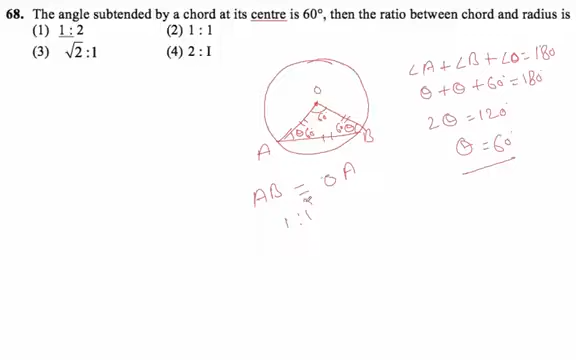 68. The angle subtended by a chord at its centre is 60°, then the ratio between chord and radius is
(1) 1 : 2 (2) 1 : 1
(3) √2 : 1 (4) 2 : I
∠A + ∠B + ∠O = 180
θ + θ + 60° = 180°
2θ = 120°
θ = 60°
O
60
θ 60° 60 θ
A B
AB = OA
1 : 1